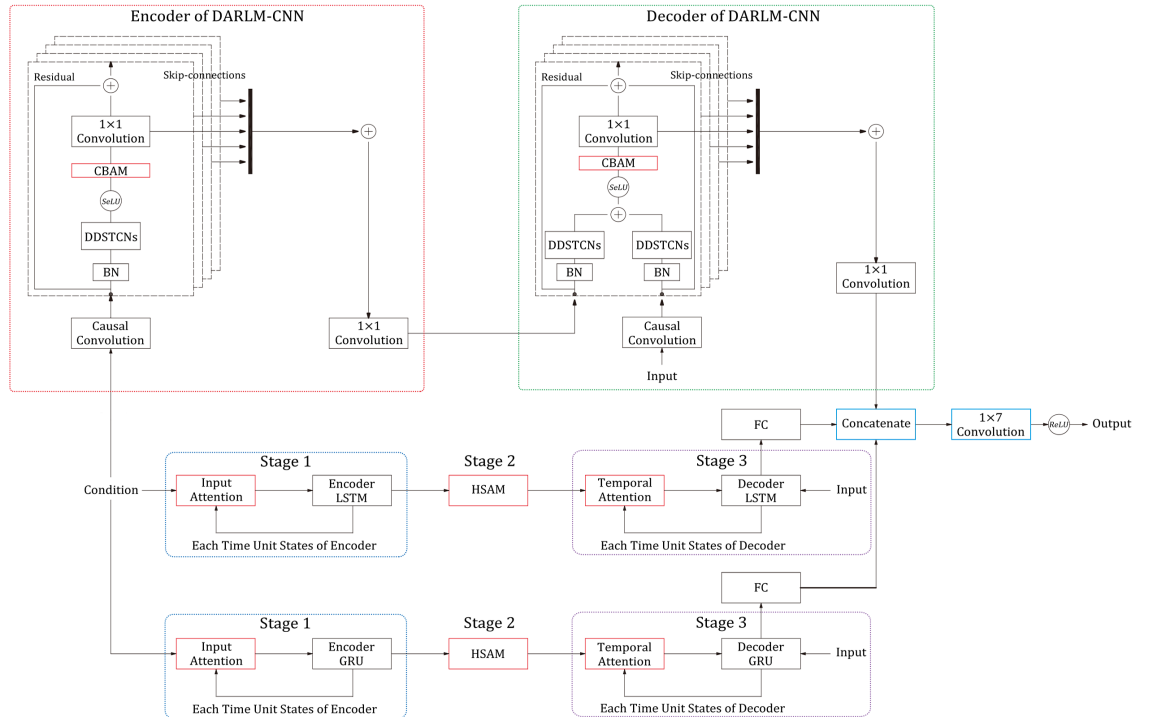 Encoder of DARLM-CNN
Residual
Skip-connections
+
1×1
Convolution
CBAM
SeLU
DDSTCNs
BN
Causal
Convolution
+
1×1
Convolution
Decoder of DARLM-CNN
Residual
Skip-connections
+
1×1
Convolution
CBAM
SeLU
+
DDSTCNs
DDSTCNs
BN
BN
Causal
Convolution
Input
+
1×1
Convolution
FC
Concatenate
1×7
Convolution
ReLU
Output
Condition
Stage 1
Input
Attention
Encoder
LSTM
Each Time Unit States of Encoder
Stage 2
HSAM
Stage 3
Temporal
Attention
Decoder
LSTM
Input
Each Time Unit States of Decoder
FC
Stage 1
Input
Attention
Encoder
GRU
Each Time Unit States of Encoder
Stage 2
HSAM
Stage 3
Temporal
Attention
Decoder
GRU
Input
Each Time Unit States of Decoder